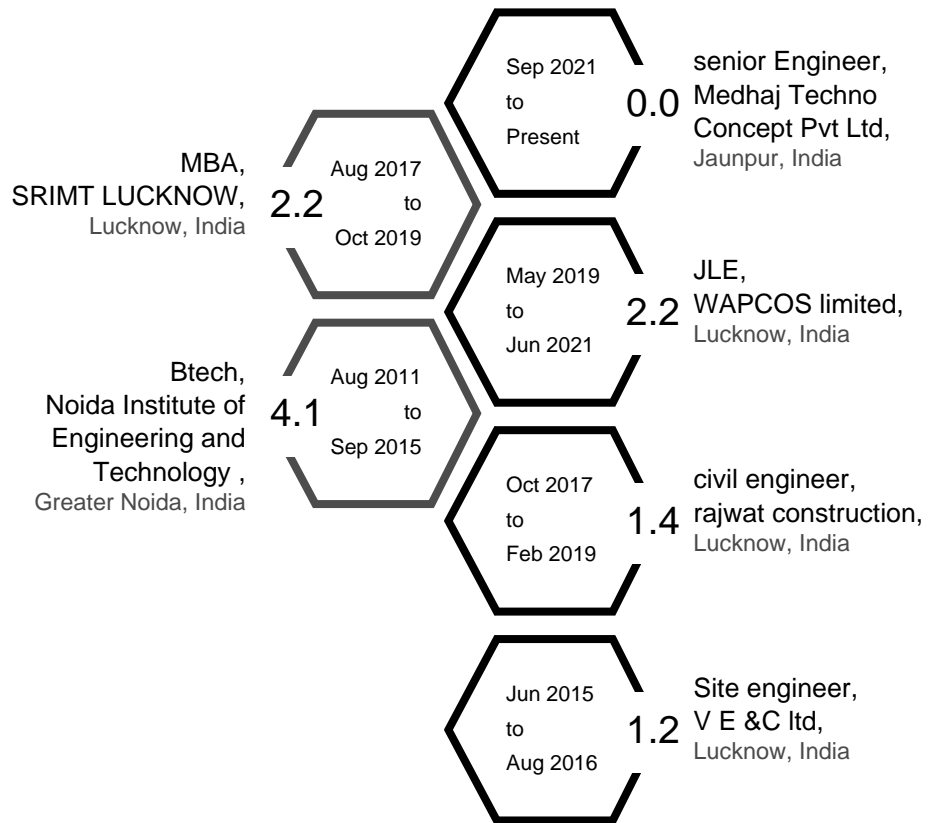 Sep 2021
to
Present
0.0
senior Engineer,
Medhaj Techno
Concept Pvt Ltd,
Jaunpur, India
MBA,
SRIMT LUCKNOW,
Lucknow, India
2.2
Aug 2017
to
Oct 2019
May 2019
to
Jun 2021
2.2
JLE,
WAPCOS limited,
Lucknow, India
Btech,
Noida Institute of
Engineering and
Technology ,
Greater Noida, India
4.1
Aug 2011
to
Sep 2015
Oct 2017
to
Feb 2019
1.4
civil engineer,
rajwat construction,
Lucknow, India
Jun 2015
to
Aug 2016
1.2
Site engineer,
V E &C ltd,
Lucknow, India